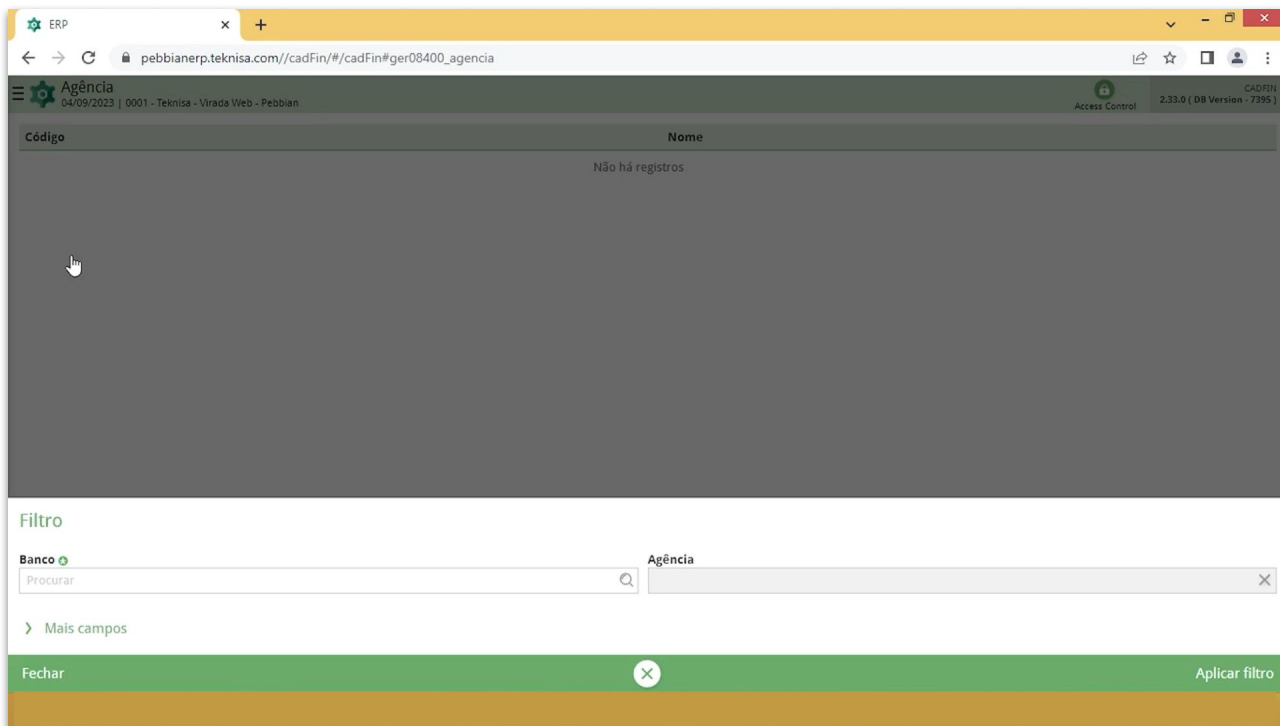 ERP
pebbianerp.teknisa.com//cadFin/#/cadFin#ger08400_agencia
Agência
04/09/2023 | 0001 - Teknisa - Virada Web - Pebbian
Access Control
CADFIN
2.33.0 ( DB Version - 7395 )
Código Nome
Não há registros
Filtro
Banco Agência
Procurar
Mais campos
Fechar Aplicar filtro